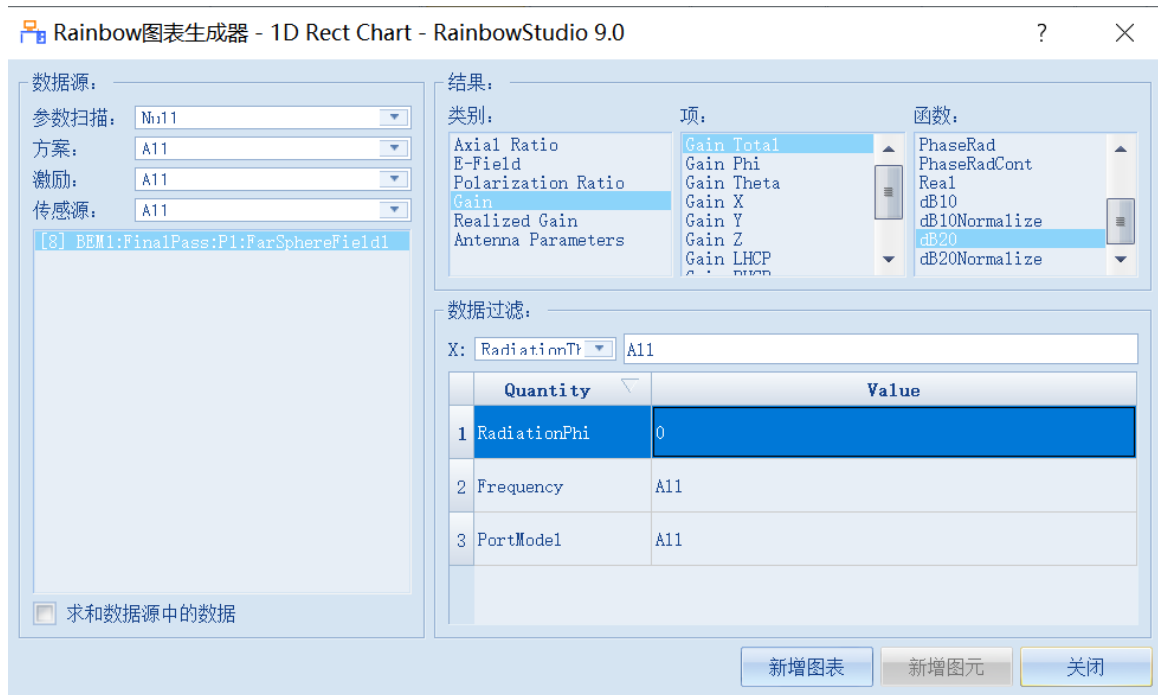 Rainbow图表生成器 - 1D Rect Chart - RainbowStudio 9.0
?
数据源:
参数扫描: Null
方案: All
激励: All
传感源: All
[8] BEM1:FinalPass:P1:FarSphereField1
求和数据源中的数据
结果:
类别:
Axial Ratio
E-Field
Polarization Ratio
Gain
Realized Gain
Antenna Parameters
项:
Gain Total
Gain Phi
Gain Theta
Gain X
Gain Y
Gain Z
Gain LHCP
函数:
PhaseRad
PhaseRadCont
Real
dB10
dB10Normalize
dB20
dB20Normalize
数据过滤:
X: RadiationTh All
Quantity Value
1 RadiationPhi 0
2 Frequency All
3 PortMode1 All
新增图表 新增图元 关闭